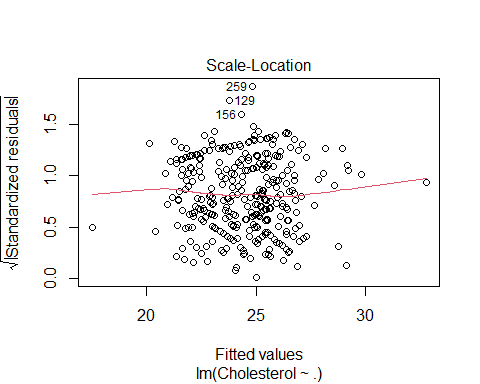 Scale-Location
√|Standardized residuals|
1.5
1.0
0.5
0.0
259
129
156
20
25
30
Fitted values
lm(Cholesterol ~ .)